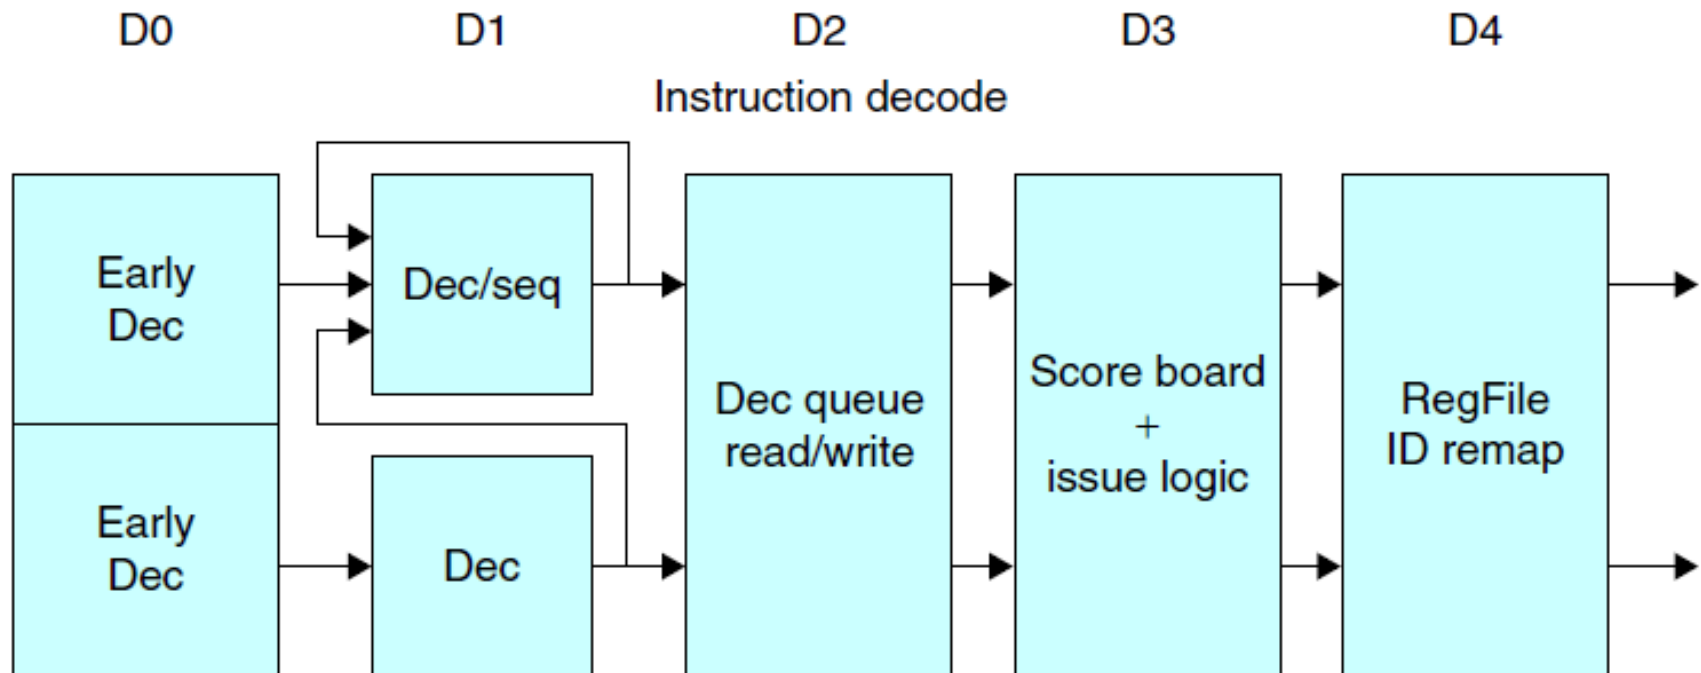 D0 D1 D2 D3 D4
Instruction decode
Early
Dec
Early
Dec
Dec/seq
Dec
Dec queue
read/write
Score board
+
issue logic
RegFile
ID remap